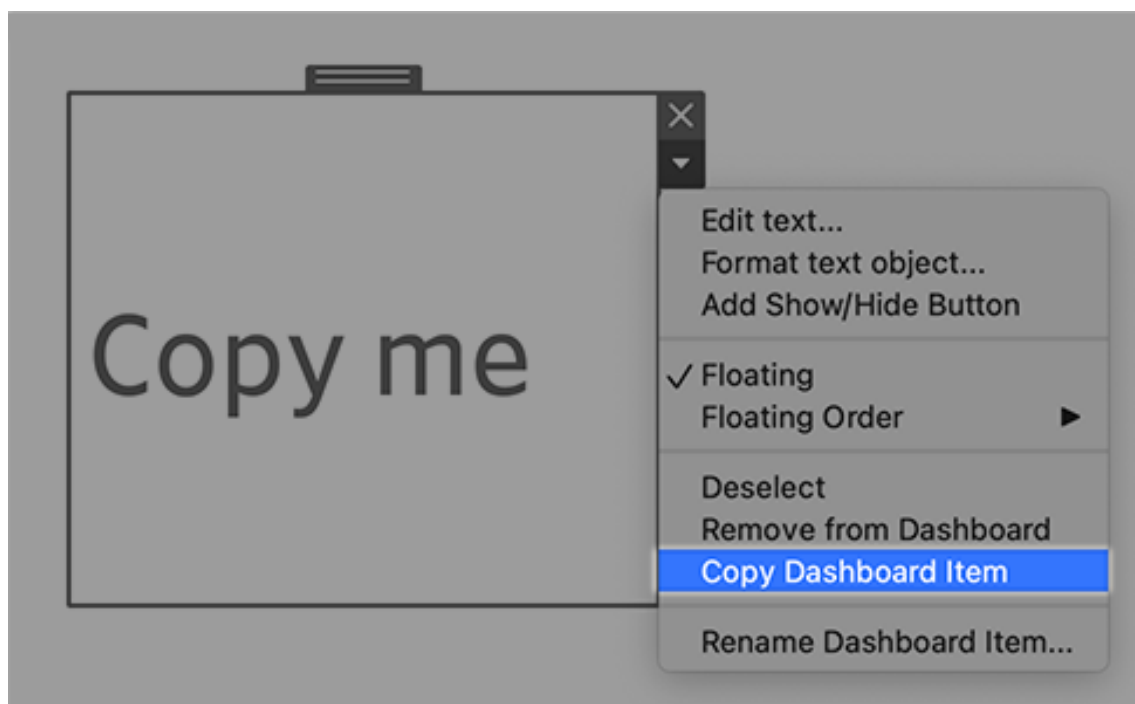 Copy me
Edit text...
Format text object...
Add Show/Hide Button
Floating
Floating Order
Deselect
Remove from Dashboard
Copy Dashboard Item
Rename Dashboard Item...